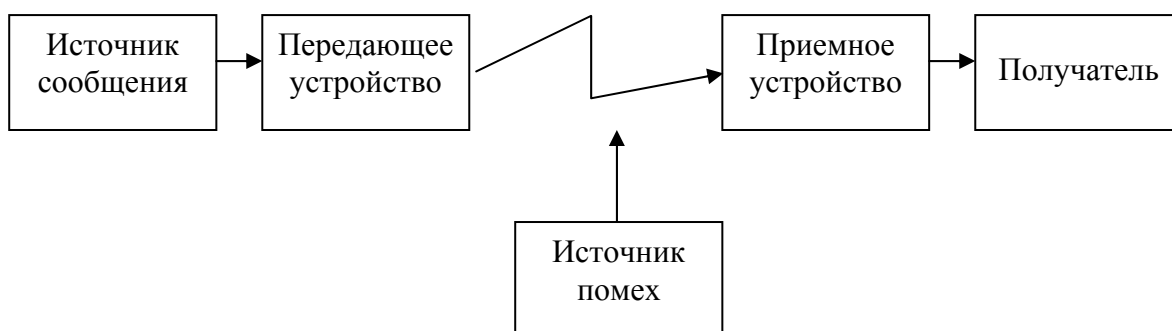 Источник
сообщения
Передающее
устройство
Приемное
устройство
Получатель
Источник
помех